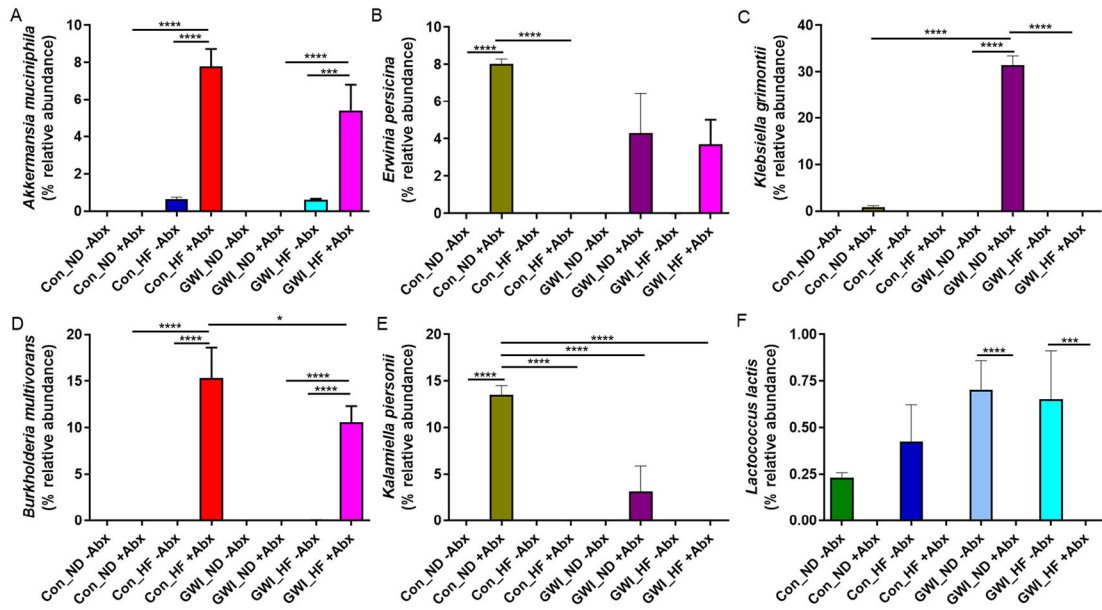 A
Akkermansia muciniphila
(% relative abundance)
10
8
6
4
2
0
****
****
****
***
Con_ND -Abx
Con_ND +Abx
Con_HF -Abx
Con_HF +Abx
GWI_ND -Abx
GWI_ND +Abx
GWI_HF -Abx
GWI_HF +Abx
B
Erwinia persicina
(% relative abundance)
10
8
6
4
2
0
****
****
Con_ND -Abx
Con_ND +Abx
Con_HF -Abx
Con_HF +Abx
GWI_ND -Abx
GWI_ND +Abx
GWI_HF -Abx
GWI_HF +Abx
C
Klebsiella grimontii
(% relative abundance)
40
30
20
10
0
****
****
****
Con_ND -Abx
Con_ND +Abx
Con_HF -Abx
Con_HF +Abx
GWI_ND -Abx
GWI_ND +Abx
GWI_HF -Abx
GWI_HF +Abx
D
Burkholderia multivorans
(% relative abundance)
20
15
10
5
0
*
****
****
****
****
Con_ND -Abx
Con_ND +Abx
Con_HF -Abx
Con_HF +Abx
GWI_ND -Abx
GWI_ND +Abx
GWI_HF -Abx
GWI_HF +Abx
E
Kalamiella piersonii
(% relative abundance)
20
15
10
5
0
****
****
****
****
Con_ND -Abx
Con_ND +Abx
Con_HF -Abx
Con_HF +Abx
GWI_ND -Abx
GWI_ND +Abx
GWI_HF -Abx
GWI_HF +Abx
F
Lactococcus lactis
(% relative abundance)
1.00
0.75
0.50
0.25
0.00
****
***
Con_ND -Abx
Con_ND +Abx
Con_HF -Abx
Con_HF +Abx
GWI_ND -Abx
GWI_ND +Abx
GWI_HF -Abx
GWI_HF +Abx